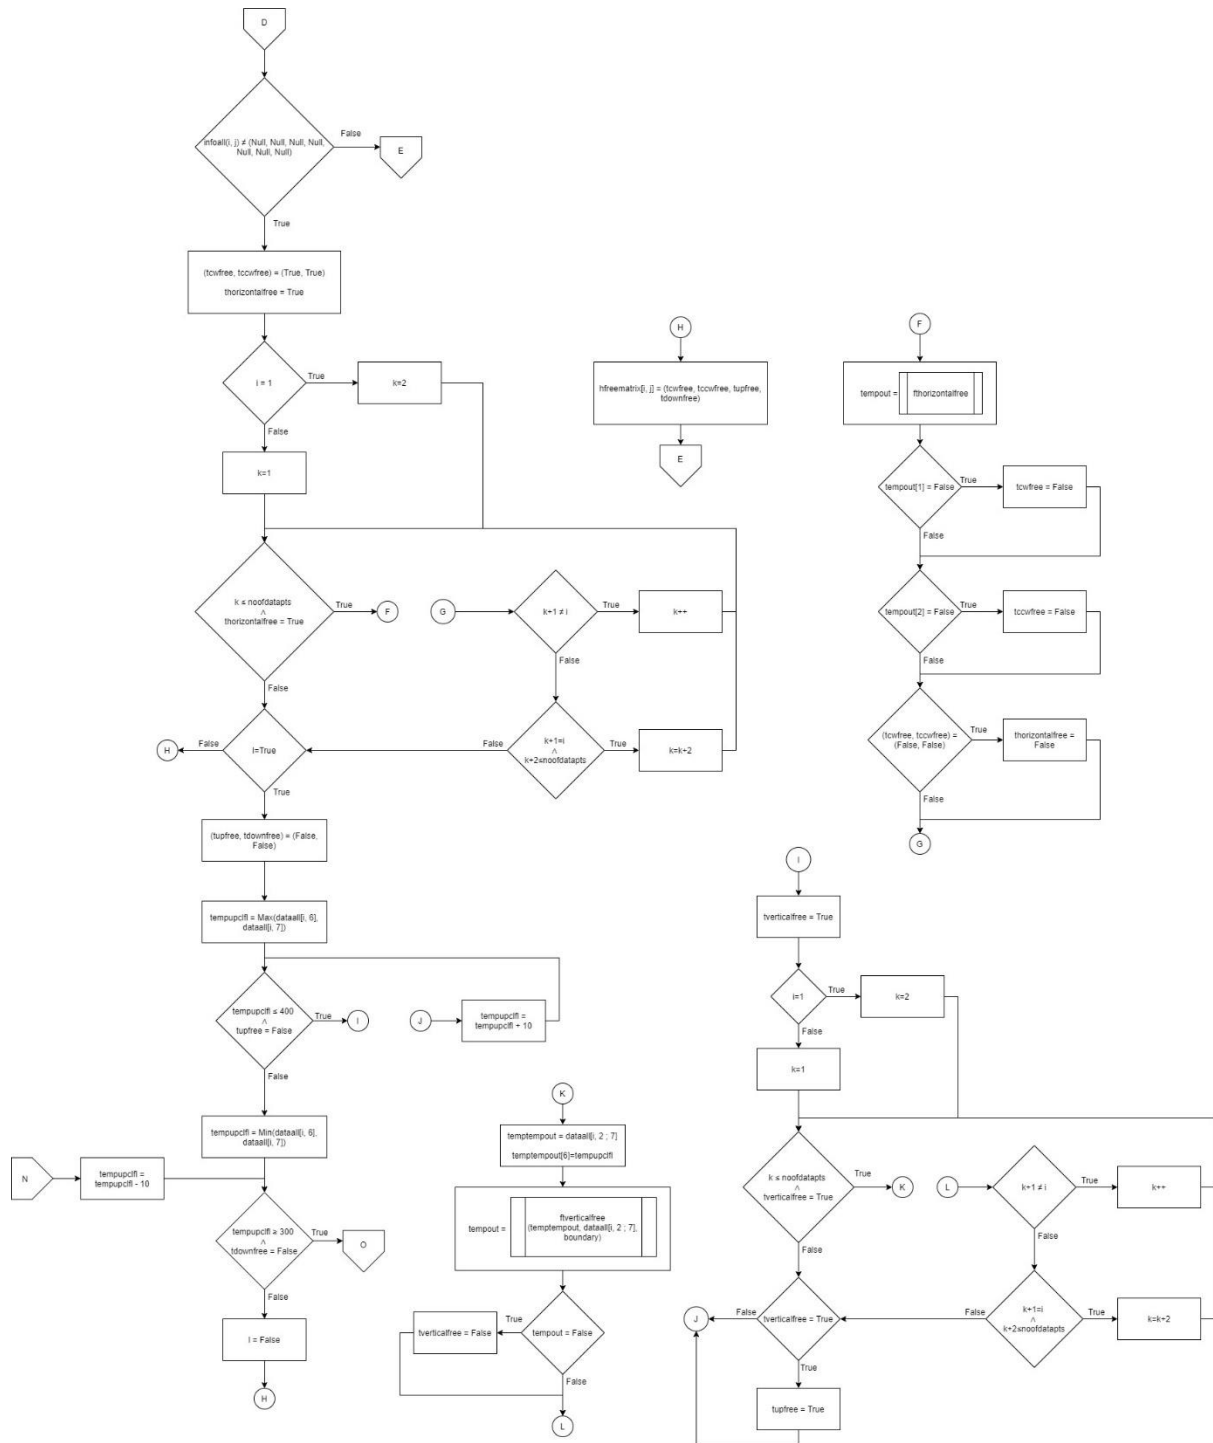 D
infoall(i, j) ≠ (Null, Null, Null, Null,
Null, Null, Null)
False
E
True
(tcwfree, tccwfree) = (True, True)
thorizontalfree = True
i = 1
True
k=2
False
k=1
k ≤ noofdatapts
∧
thorizontalfree = True
True
F
False
G
k+1 ≠ i
True
k++
False
k+1=i
∧
k+2≤noofdatapts
True
k=k+2
False
l=True
False
H
True
(tupfree, tdownfree) = (False,
False)
tempupclfl = Max(dataall[i, 6],
dataall[i, 7])
tempupclfl ≤ 400
∧
tupfree = False
True
I
J
tempupclfl =
tempupclfl + 10
False
tempupclfl = Min(dataall[i, 6],
dataall[i, 7])
N
tempupclfl =
tempupclfl - 10
tempupclfl ≥ 300
∧
tdownfree = False
True
O
False
l = False
H
H
hfreematrix[i, j] = (tcwfree, tccwfree, tupfree,
tdownfree)
E
F
tempout =
fthorizontalfree
tempout[1] = False
True
tcwfree = False
False
tempout[2] = False
True
tccwfree = False
False
(tcwfree, tccwfree) =
(False, False)
True
thorizontalfree =
False
False
G
K
temptempout = dataall[i, 2 ; 7]
temptempout[6]=tempupclfl
tempout =
ftverticalfree
(temptempout, dataall[i, 2 ; 7],
boundary)
tempout = False
True
tverticalfree = False
False
L
I
tverticalfree = True
i=1
True
k=2
False
k=1
k ≤ noofdatapts
∧
tverticalfree = True
True
K
False
L
k+1 ≠ i
True
k++
False
k+1=i
∧
k+2≤noofdatapts
True
k=k+2
False
tverticalfree = True
False
J
True
tupfree = True